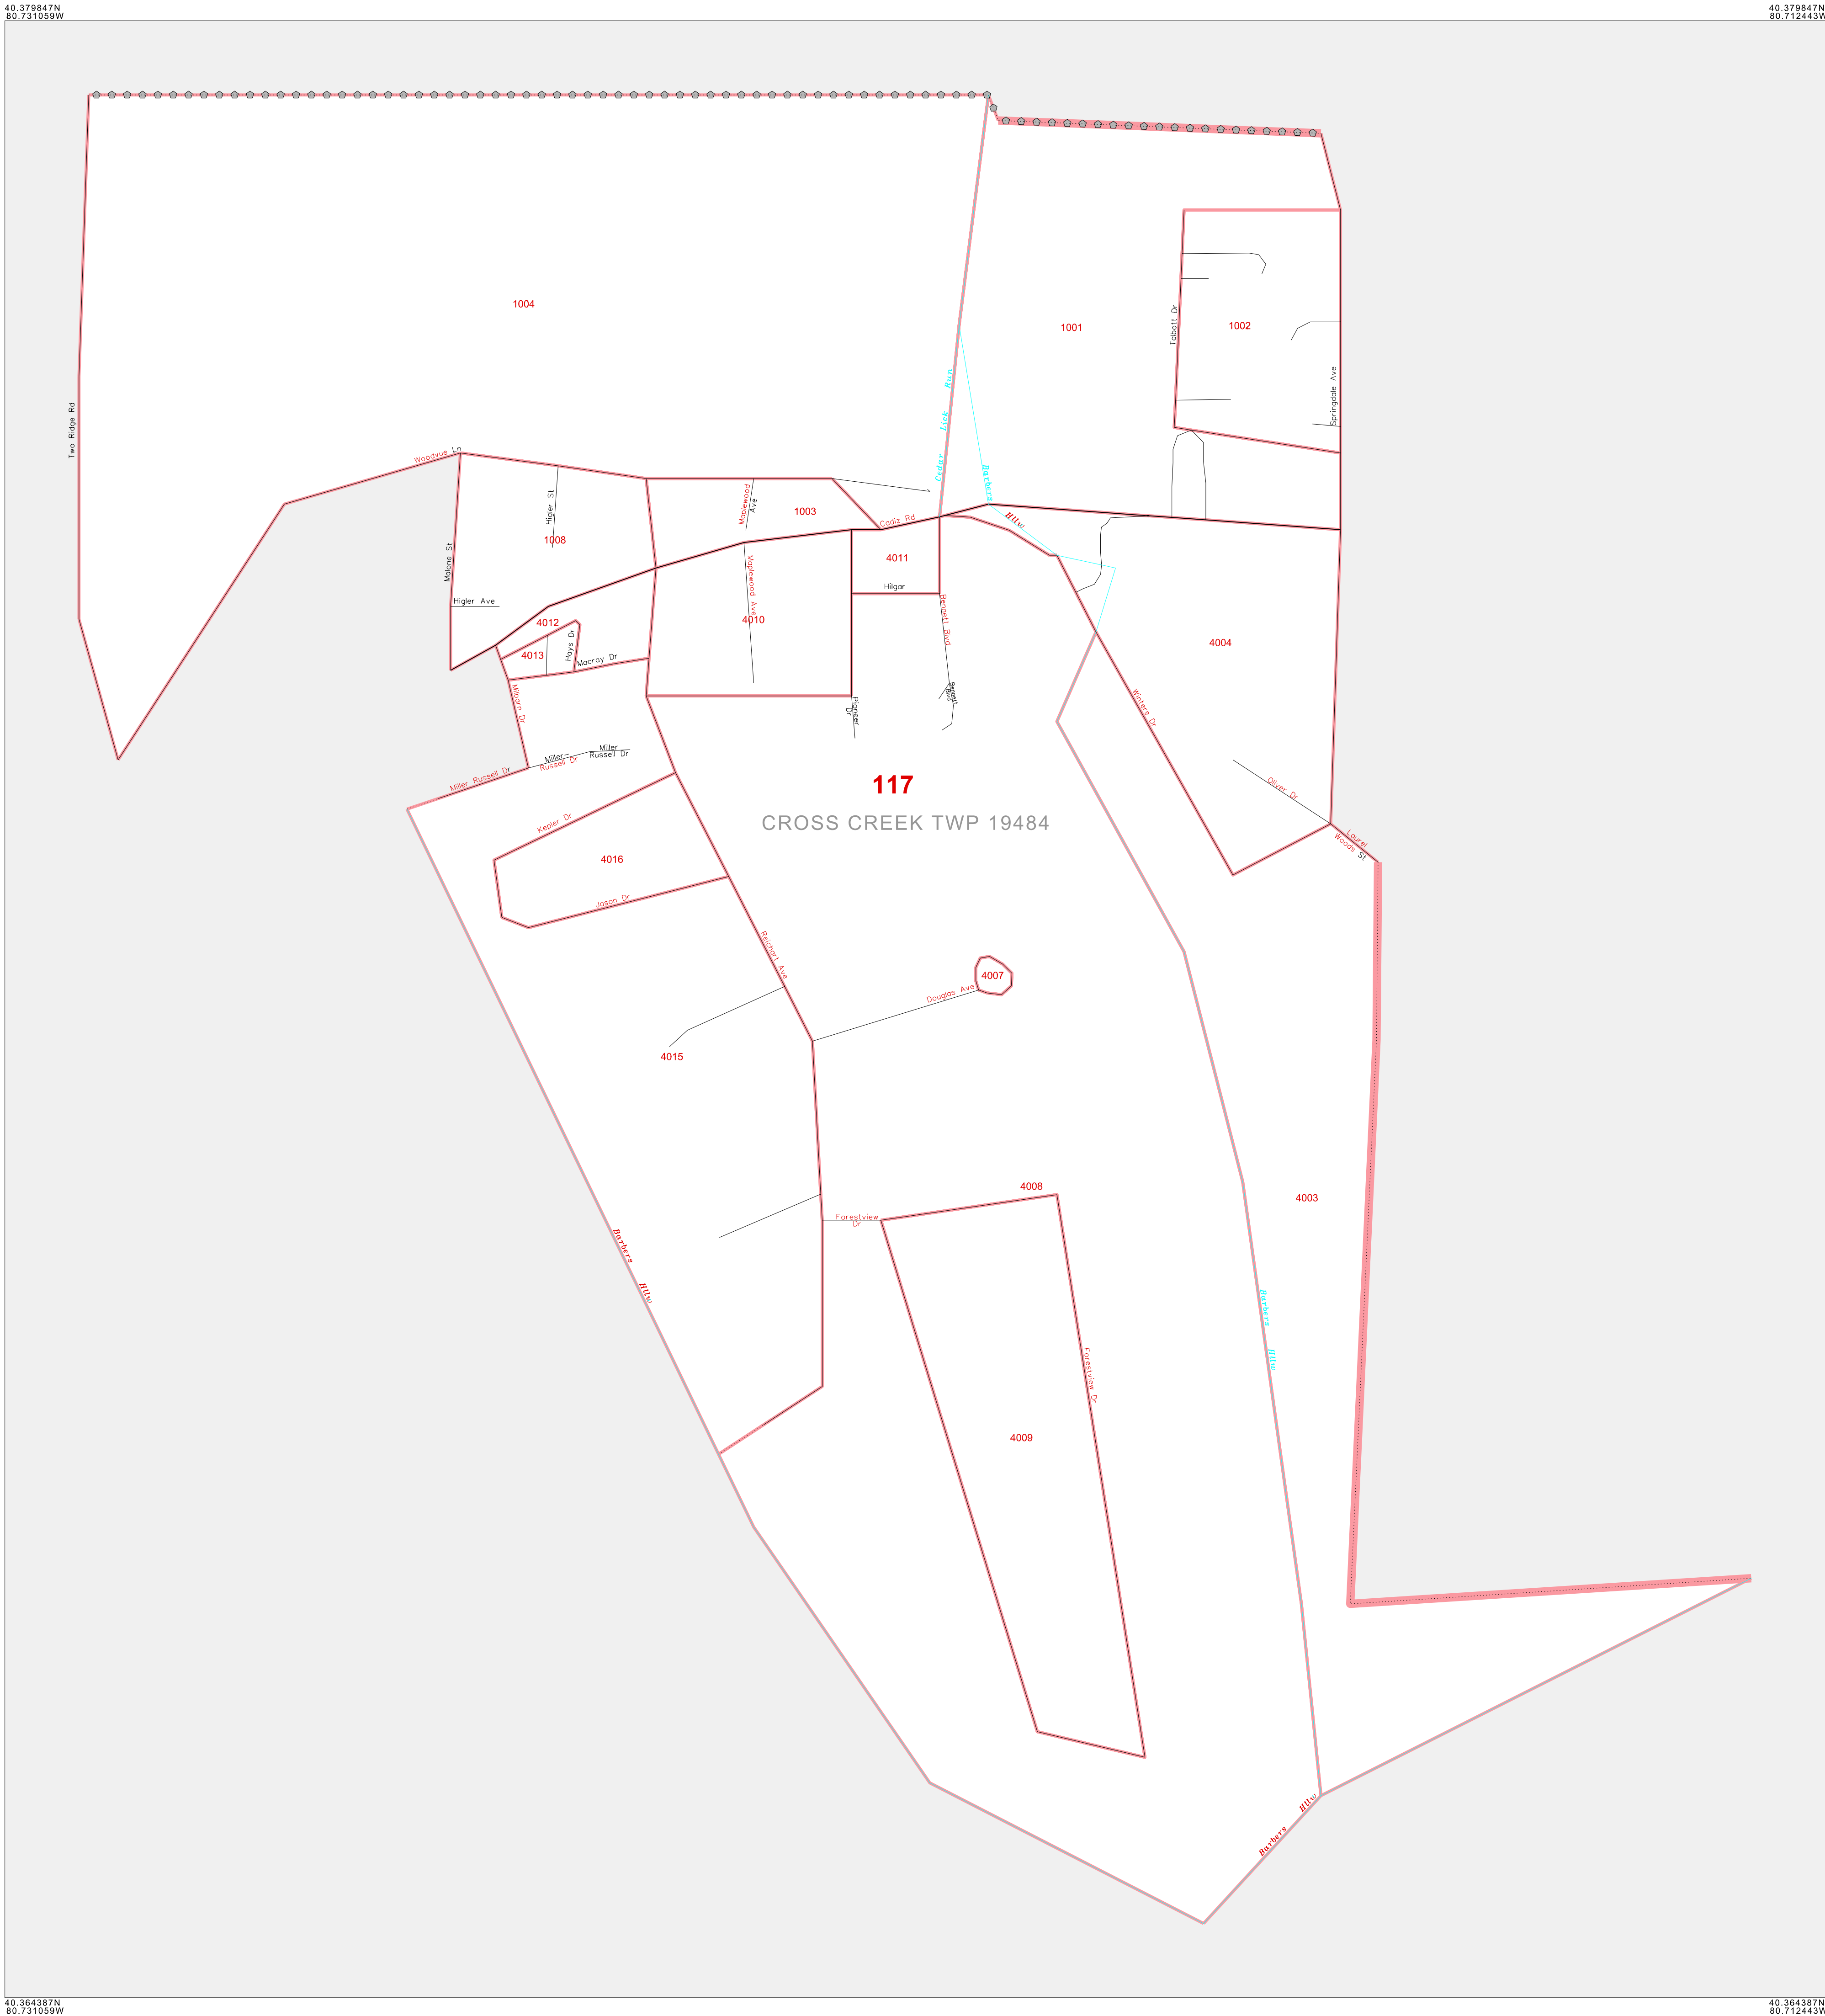 40.379847N
80.731059W
40.379847N
80.712443W
1004
1001
Talbott Dr
1002
Springdale Ave
Two Ridge Rd
Cedar Lick Run
Woodvue Ln
Barbers Hllw
Higler St
Maplewood
Ave
1003
Cadiz Rd
1008
Malone St
4011
Hilgar
Higler Ave
Maplewood Ave
4010
Bennett Blvd
4012
4013
Hays Dr
Macray Dr
4004
Milborn Dr
Bennett
Blvd
Pioneer
Dr
Winters Dr
Miller
Russell Dr
Miller-
Russell Dr
Miller Russell Dr
117
CROSS CREEK TWP 19484
Oliver Dr
Kepler Dr
Laurel
Woods St
4016
Jason Dr
Reichart Ave
4007
Douglas Ave
4015
4008
4003
Forestview
Dr
Barbers Hllw
Barbers Hllw
Forestview Dr
4009
Barbers Hllw
40.364387N
80.731059W
40.364387N
80.712443W